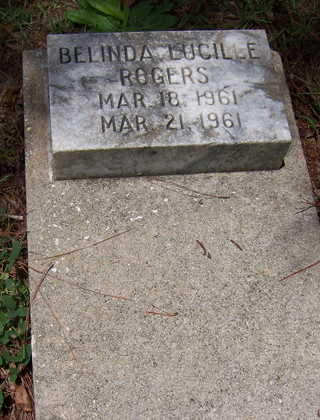 BELINDA LUCILLE
ROGERS
MAR. 18. 1961
MAR. 21. 1961